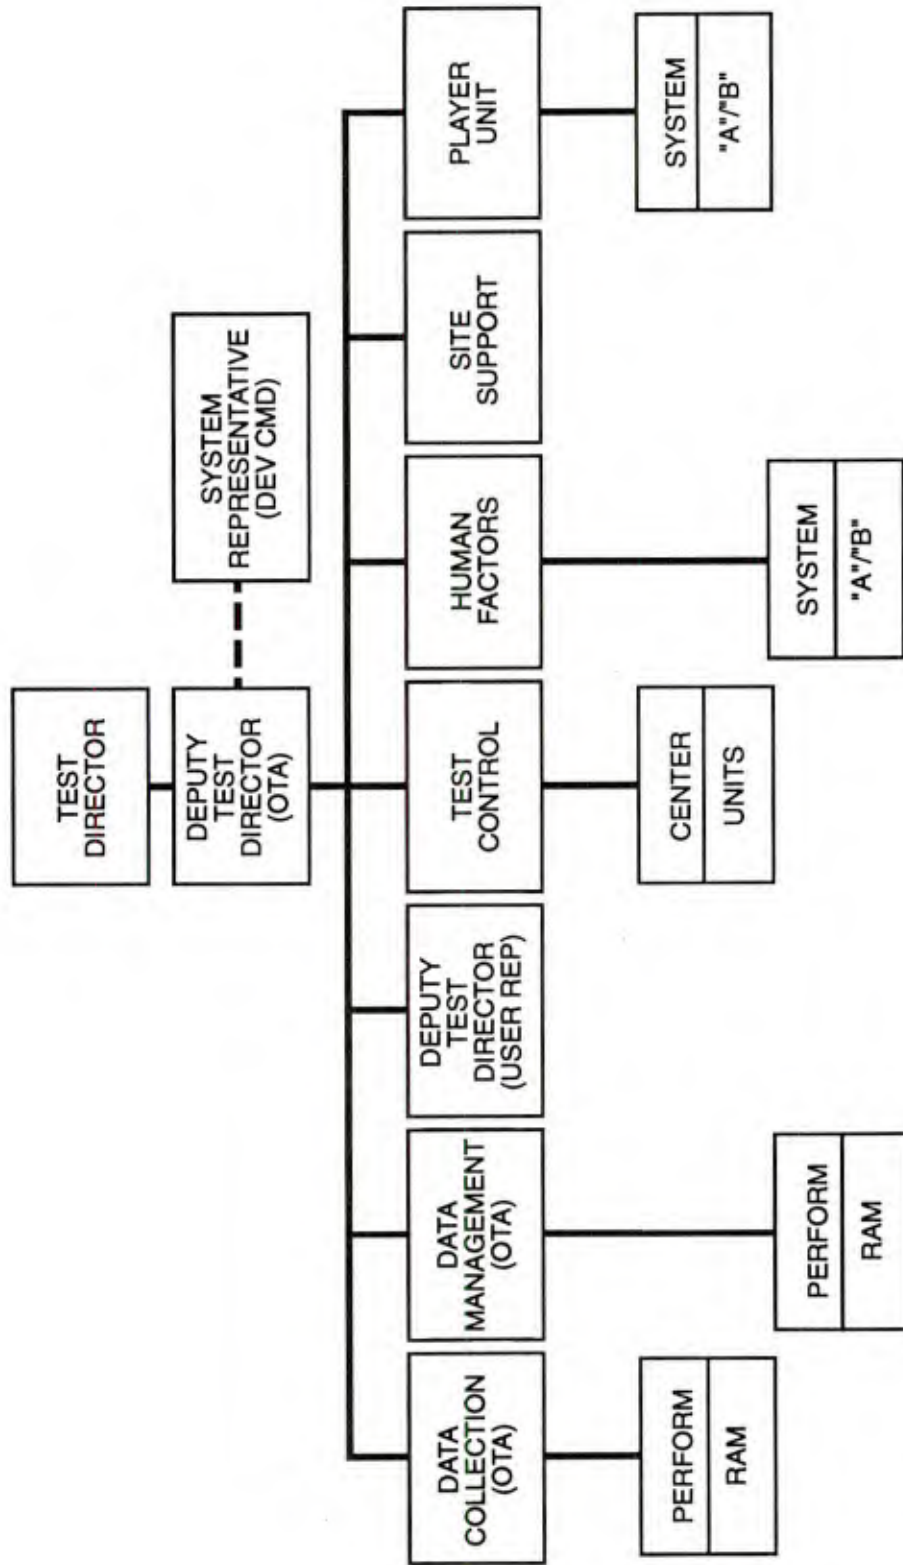 TEST
DIRECTOR
DEPUTY
TEST
DIRECTOR
(OTA)
SYSTEM
REPRESENTATIVE
(DEV CMD)
DATA
COLLECTION
(OTA)
DATA
MANAGEMENT
(OTA)
DEPUTY
TEST
DIRECTOR
(USER REP)
TEST
CONTROL
HUMAN
FACTORS
SITE
SUPPORT
PLAYER
UNIT
PERFORM
RAM
PERFORM
RAM
CENTER
UNITS
SYSTEM
"A"/"B"
SYSTEM
"A"/"B"